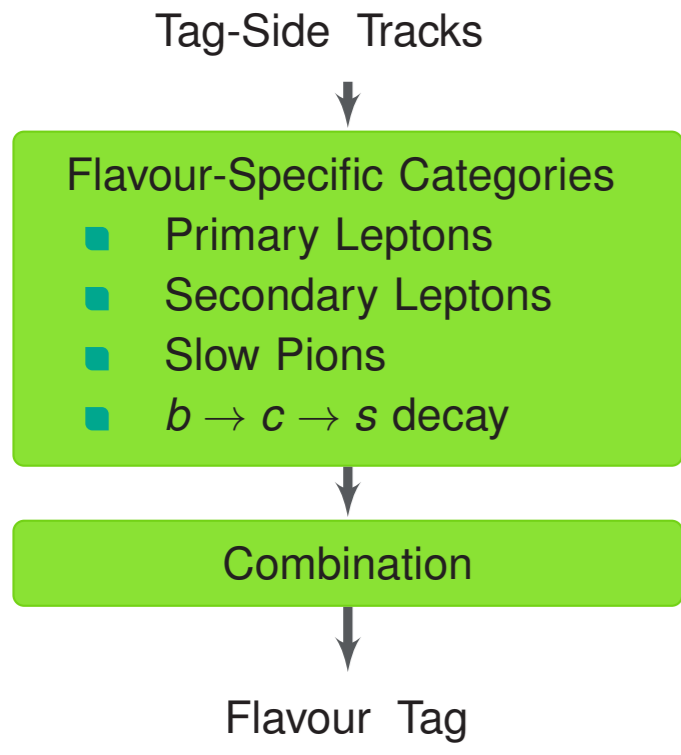 Tag-Side Tracks
Flavour-Specific Categories
Primary Leptons
Secondary Leptons
Slow Pions
b → c → s decay
Combination
Flavour Tag